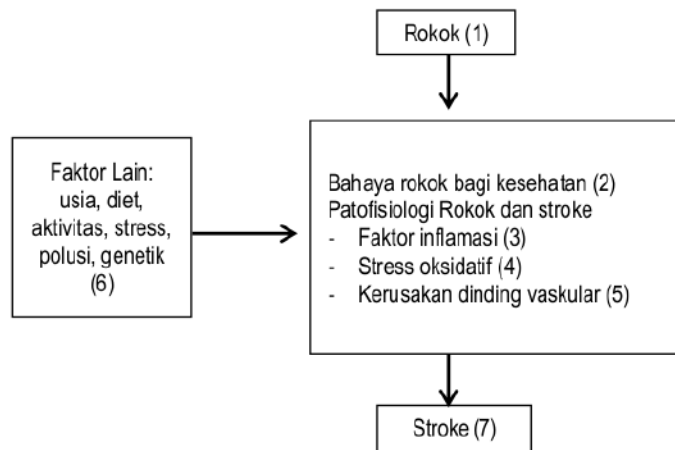 Rokok (1)
Faktor Lain:
usia, diet,
aktivitas, stress,
polusi, genetik
(6)
Bahaya rokok bagi kesehatan (2)
Patofisiologi Rokok dan stroke
- Faktor inflamasi (3)
- Stress oksidatif (4)
- Kerusakan dinding vaskular (5)
Stroke (7)